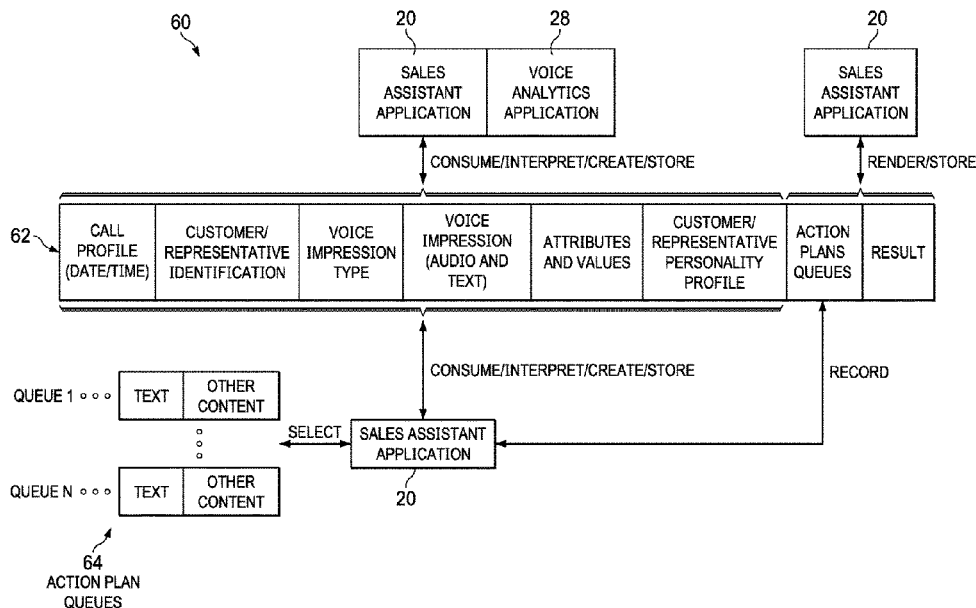 60
20
28
20
SALES
ASSISTANT
APPLICATION
VOICE
ANALYTICS
APPLICATION
SALES
ASSISTANT
APPLICATION
CONSUME/INTERPRET/CREATE/STORE
RENDER/STORE
62
CALL
PROFILE
(DATE/TIME)
CUSTOMER/
REPRESENTATIVE
IDENTIFICATION
VOICE
IMPRESSION
TYPE
VOICE
IMPRESSION
(AUDIO AND
TEXT)
ATTRIBUTES
AND VALUES
CUSTOMER/
REPRESENTATIVE
PERSONALITY
PROFILE
ACTION
PLANS
QUEUES
RESULT
CONSUME/INTERPRET/CREATE/STORE
RECORD
QUEUE 1
TEXT
OTHER
CONTENT
SELECT
SALES ASSISTANT
APPLICATION
20
QUEUE N
TEXT
OTHER
CONTENT
64
ACTION PLAN
QUEUES